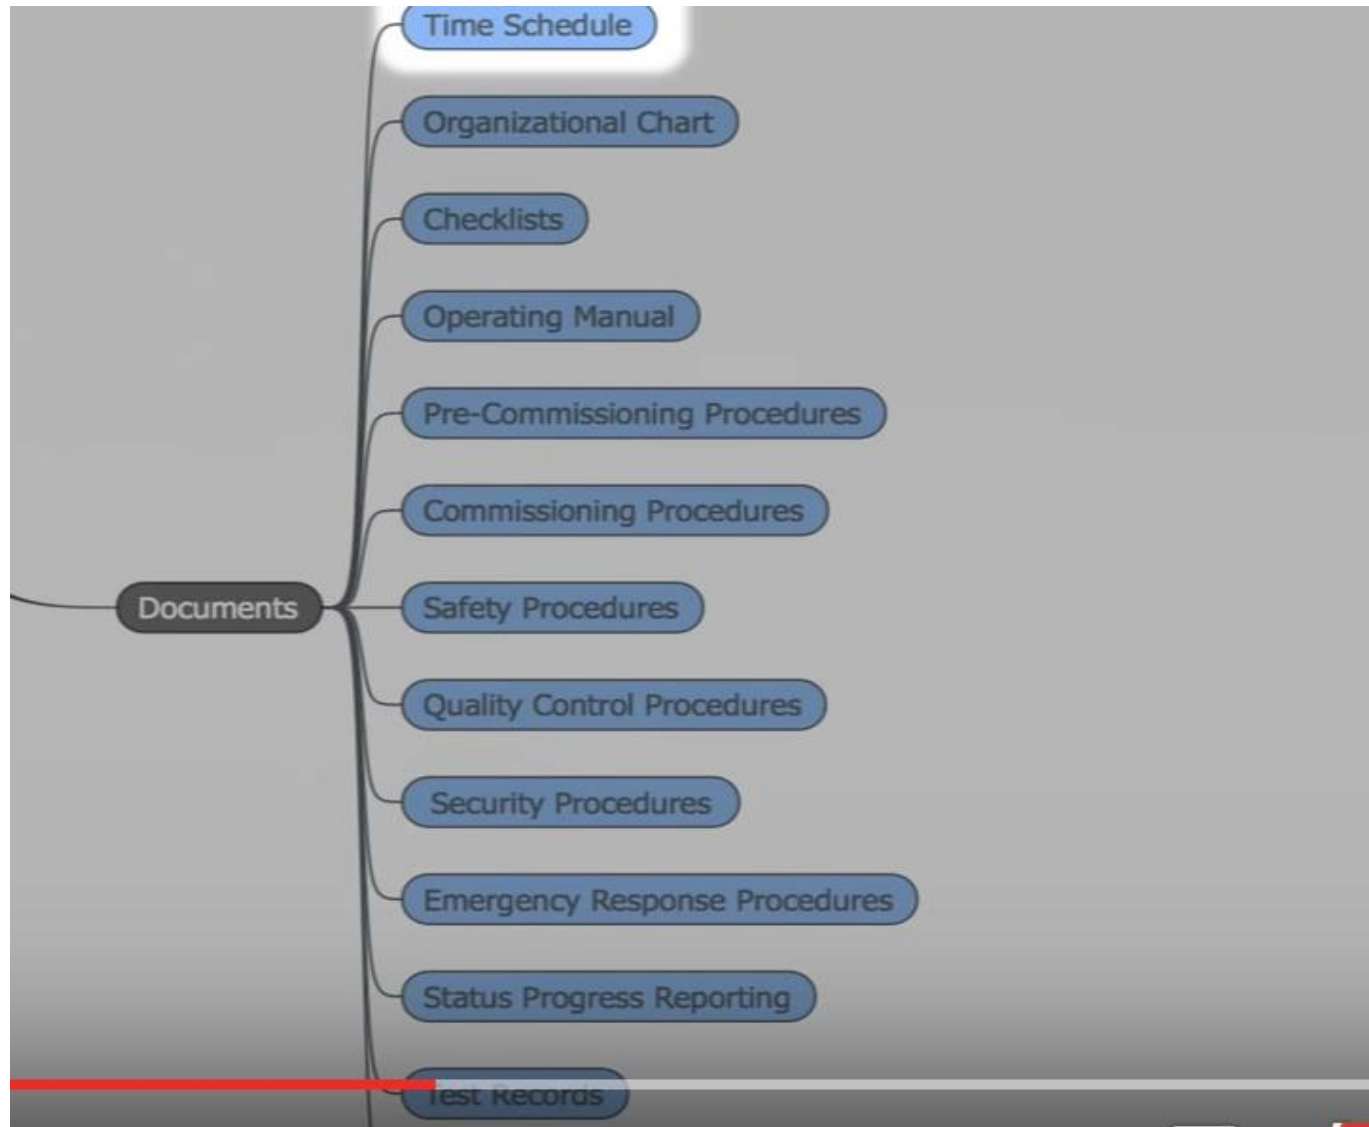 Time Schedule
Organizational Chart
Checklists
Operating Manual
Pre-Commissioning Procedures
Commissioning Procedures
Documents
Safety Procedures
Quality Control Procedures
Security Procedures
Emergency Response Procedures
Status Progress Reporting
Test Records